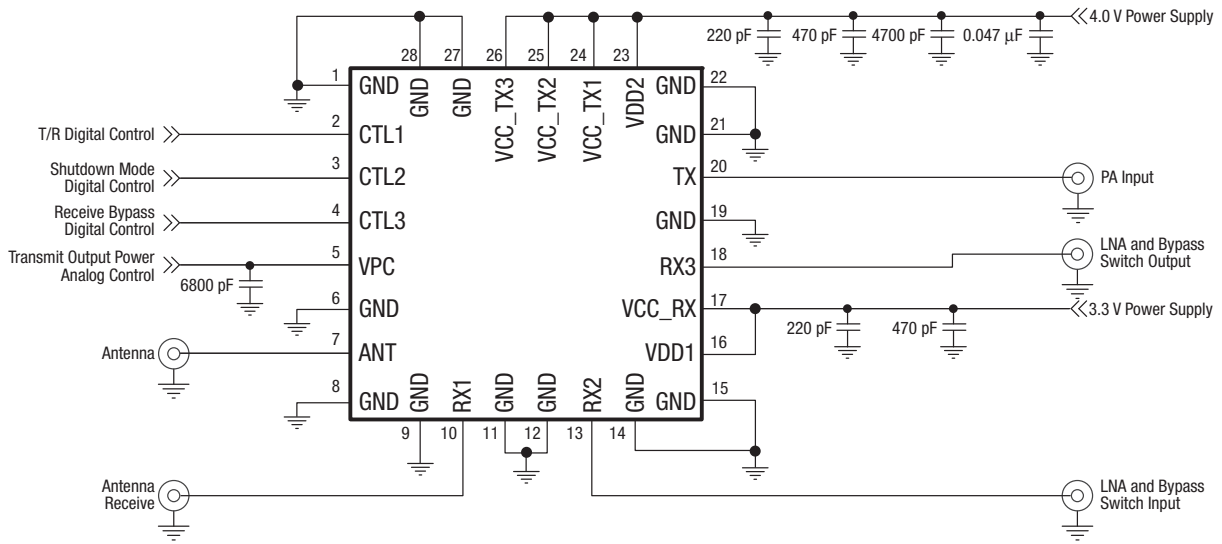 4.0 V Power Supply
220 pF
470 pF
4700 pF
0.047 µF
28
27
26
25
24
23
GND
GND
VCC_TX3
VCC_TX2
VCC_TX1
VDD2
1
GND
GND
22
T/R Digital Control
2
CTL1
GND
21
Shutdown Mode
Digital Control
3
CTL2
TX
20
PA Input
Receive Bypass
Digital Control
4
CTL3
GND
19
Transmit Output Power
Analog Control
5
VPC
6800 pF
RX3
18
LNA and Bypass
Switch Output
6
GND
VCC_RX
17
3.3 V Power Supply
220 pF
470 pF
Antenna
7
ANT
VDD1
16
8
GND
GND
15
GND
RX1
GND
GND
RX2
GND
9
10
11
12
13
14
Antenna
Receive
LNA and Bypass
Switch Input